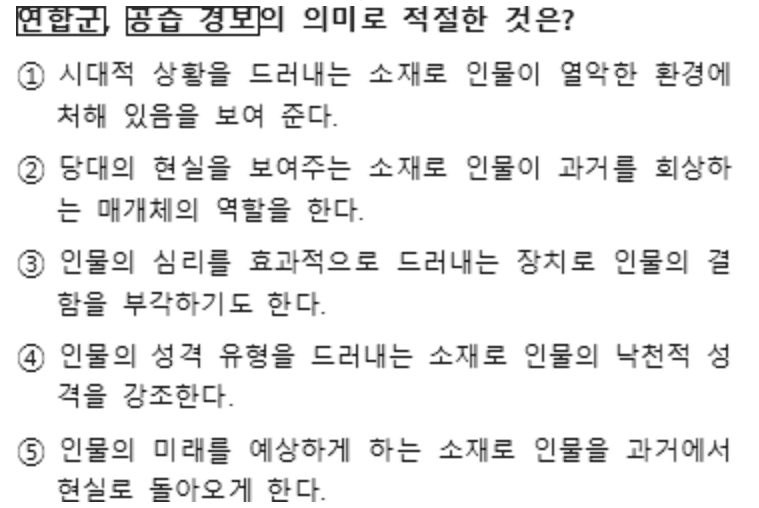 연합군, 공습 경보의 의미로 적절한 것은?
① 시대적 상황을 드러내는 소재로 인물이 열악한 환경에
처해 있음을 보여 준다.
② 당대의 현실을 보여주는 소재로 인물이 과거를 회상하
는 매개체의 역할을 한다.
③ 인물의 심리를 효과적으로 드러내는 장치로 인물의 결
함을 부각하기도 한다.
④ 인물의 성격 유형을 드러내는 소재로 인물의 낙천적 성
격을 강조한다.
⑤ 인물의 미래를 예상하게 하는 소재로 인물을 과거에서
현실로 돌아오게 한다.